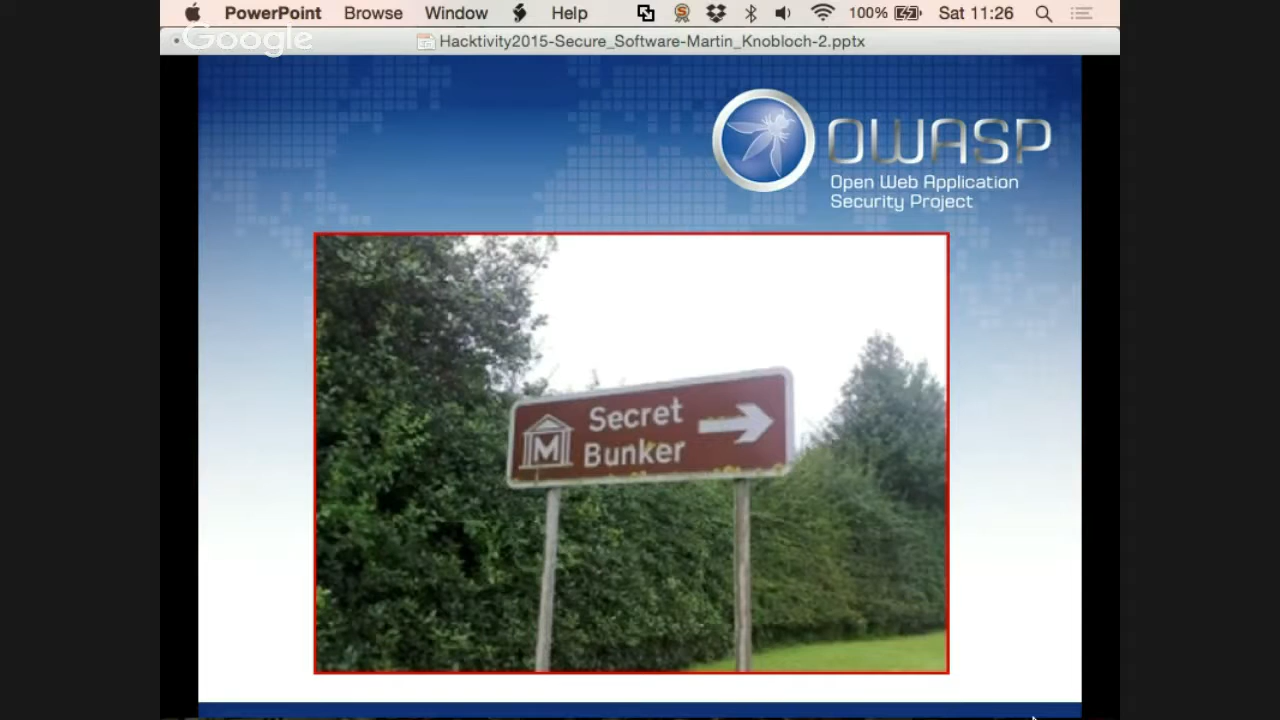 PowerPoint Browse Window Help 100% Sat 11:26
Google
Hacktivity2015-Secure_Software-Martin_Knobloch-2.pptx
OWASP
Open Web Application
Security Project
Secret
Bunker
M